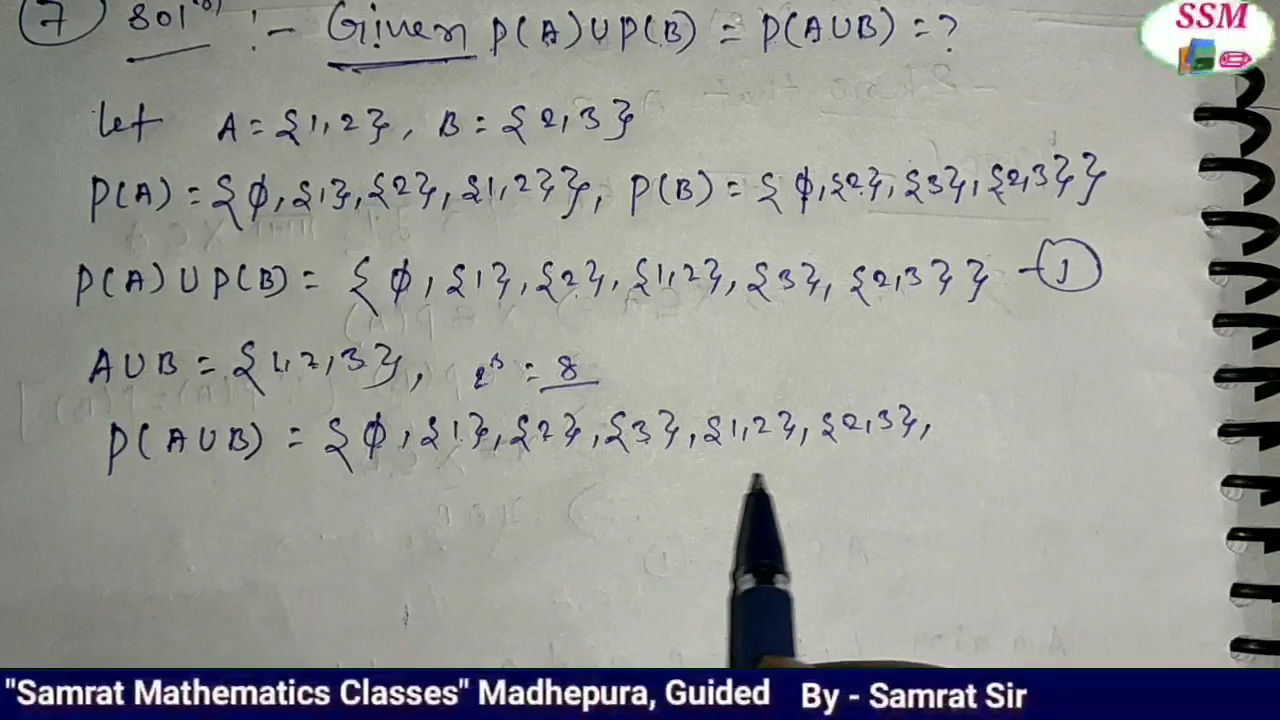 ⑦ Solⁿ :- Given P(A)∪P(B) = P(A∪B) = ?
SSM
Let A = {1,2}, B = {2,3}
P(A) = {φ, {1}, {2}, {1,2}}, P(B) = {φ, {2}, {3}, {2,3}}
P(A)∪P(B) = {φ, {1}, {2}, {1,2}, {3}, {2,3}} -①
A∪B = {1,2,3}, 2³ = 8
P(A∪B) = {φ, {1}, {2}, {3}, {1,2}, {2,3},
"Samrat Mathematics Classes" Madhepura, Guided By - Samrat Sir